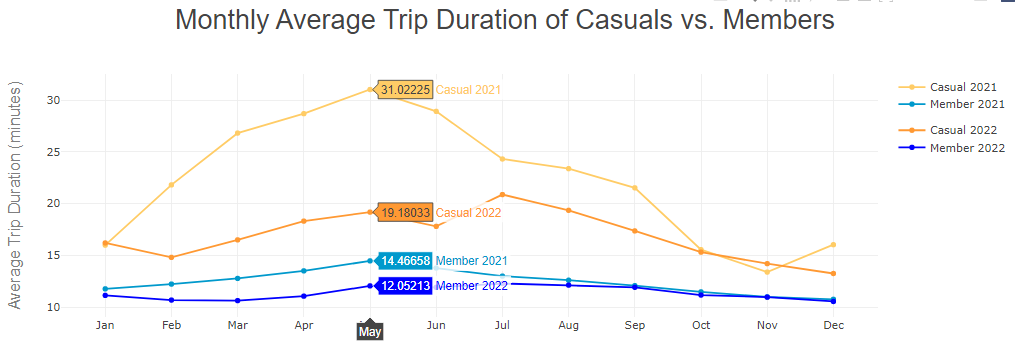 Monthly Average Trip Duration of Casuals vs. Members
Average Trip Duration (minutes)
30
25
20
15
10
31.02225 Casual 2021
19.18033 Casual 2022
14.46658 Member 2021
12.05213 Member 2022
Jan Feb Mar Apr May Jun Jul Aug Sep Oct Nov Dec
Casual 2021
Member 2021
Casual 2022
Member 2022